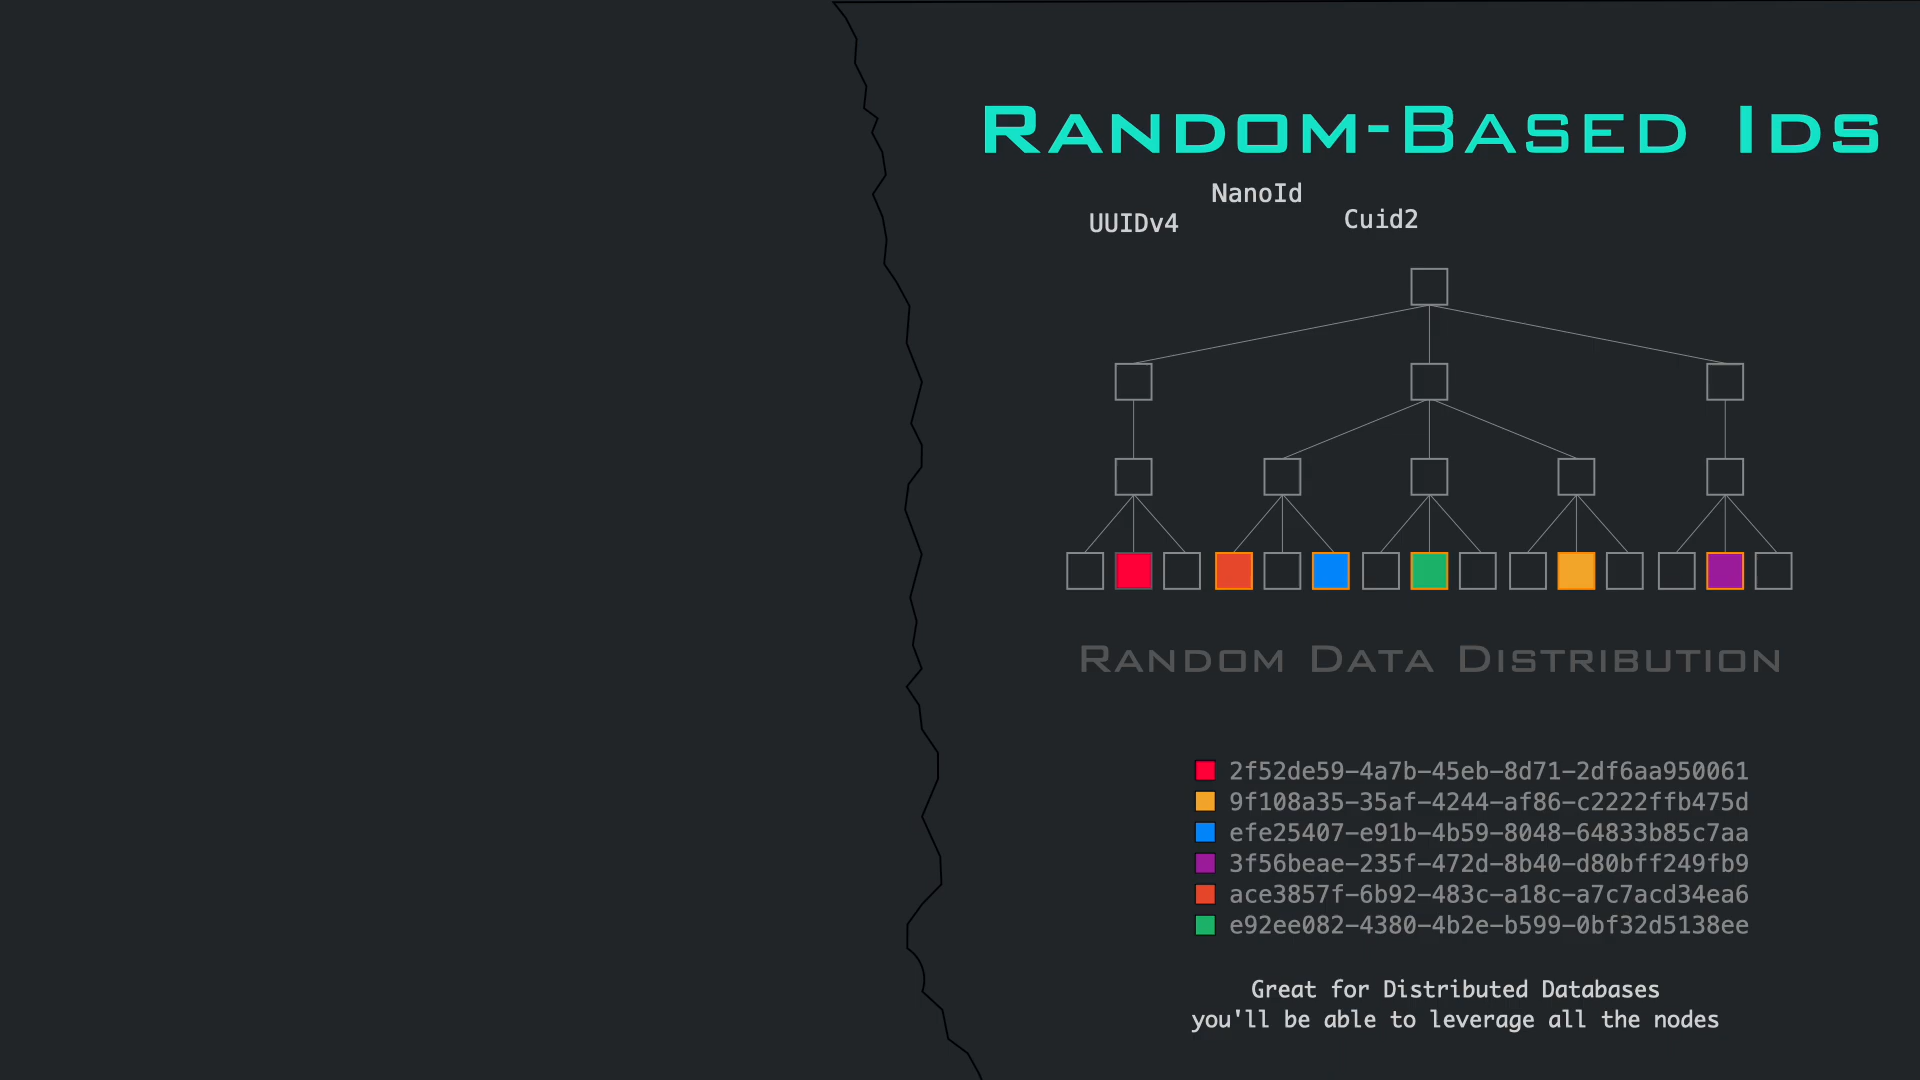 Random-Based Ids
NanoId
UUIDv4
Cuid2
Random Data Distribution
2f52de59-4a7b-45eb-8d71-2df6aa950061
9f108a35-35af-4244-af86-c2222ffb475d
efe25407-e91b-4b59-8048-64833b85c7aa
3f56beae-235f-472d-8b40-d80bff249fb9
ace3857f-6b92-483c-a18c-a7c7acd34ea6
e92ee082-4380-4b2e-b599-0bf32d5138ee
Great for Distributed Databases
you'll be able to leverage all the nodes